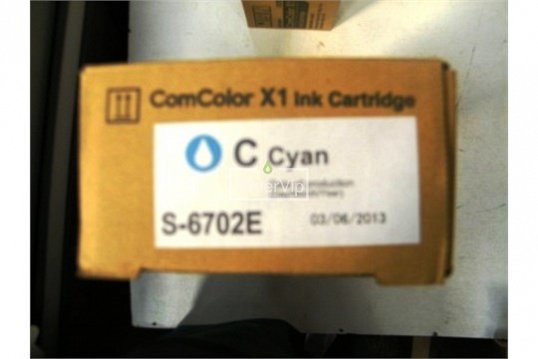 ComColor X1 Ink Cartridge
C Cyan
S-6702E 03/06/2013